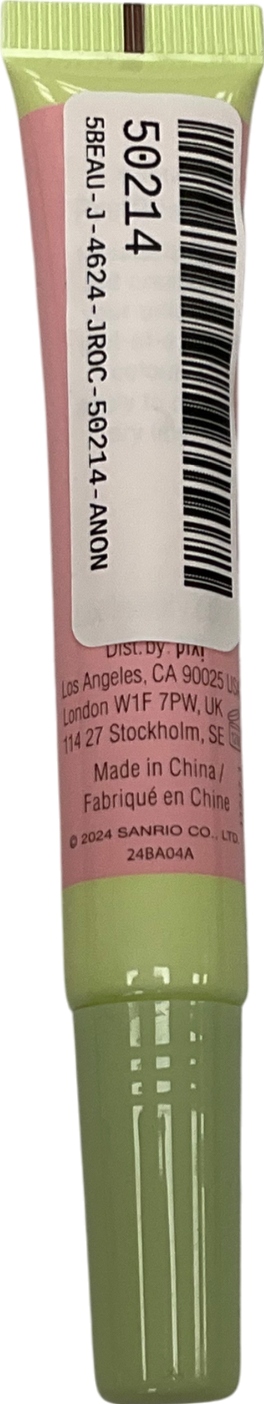 50214
5BEAU-J-4624-JROC-50214-ANON
Dist. by: pixi
Los Angeles, CA 90025 USA
London W1F 7PW, UK
114 27 Stockholm, SE
Made in China /
Fabriqué en Chine
© 2024 SANRIO CO., LTD.
24BA04A